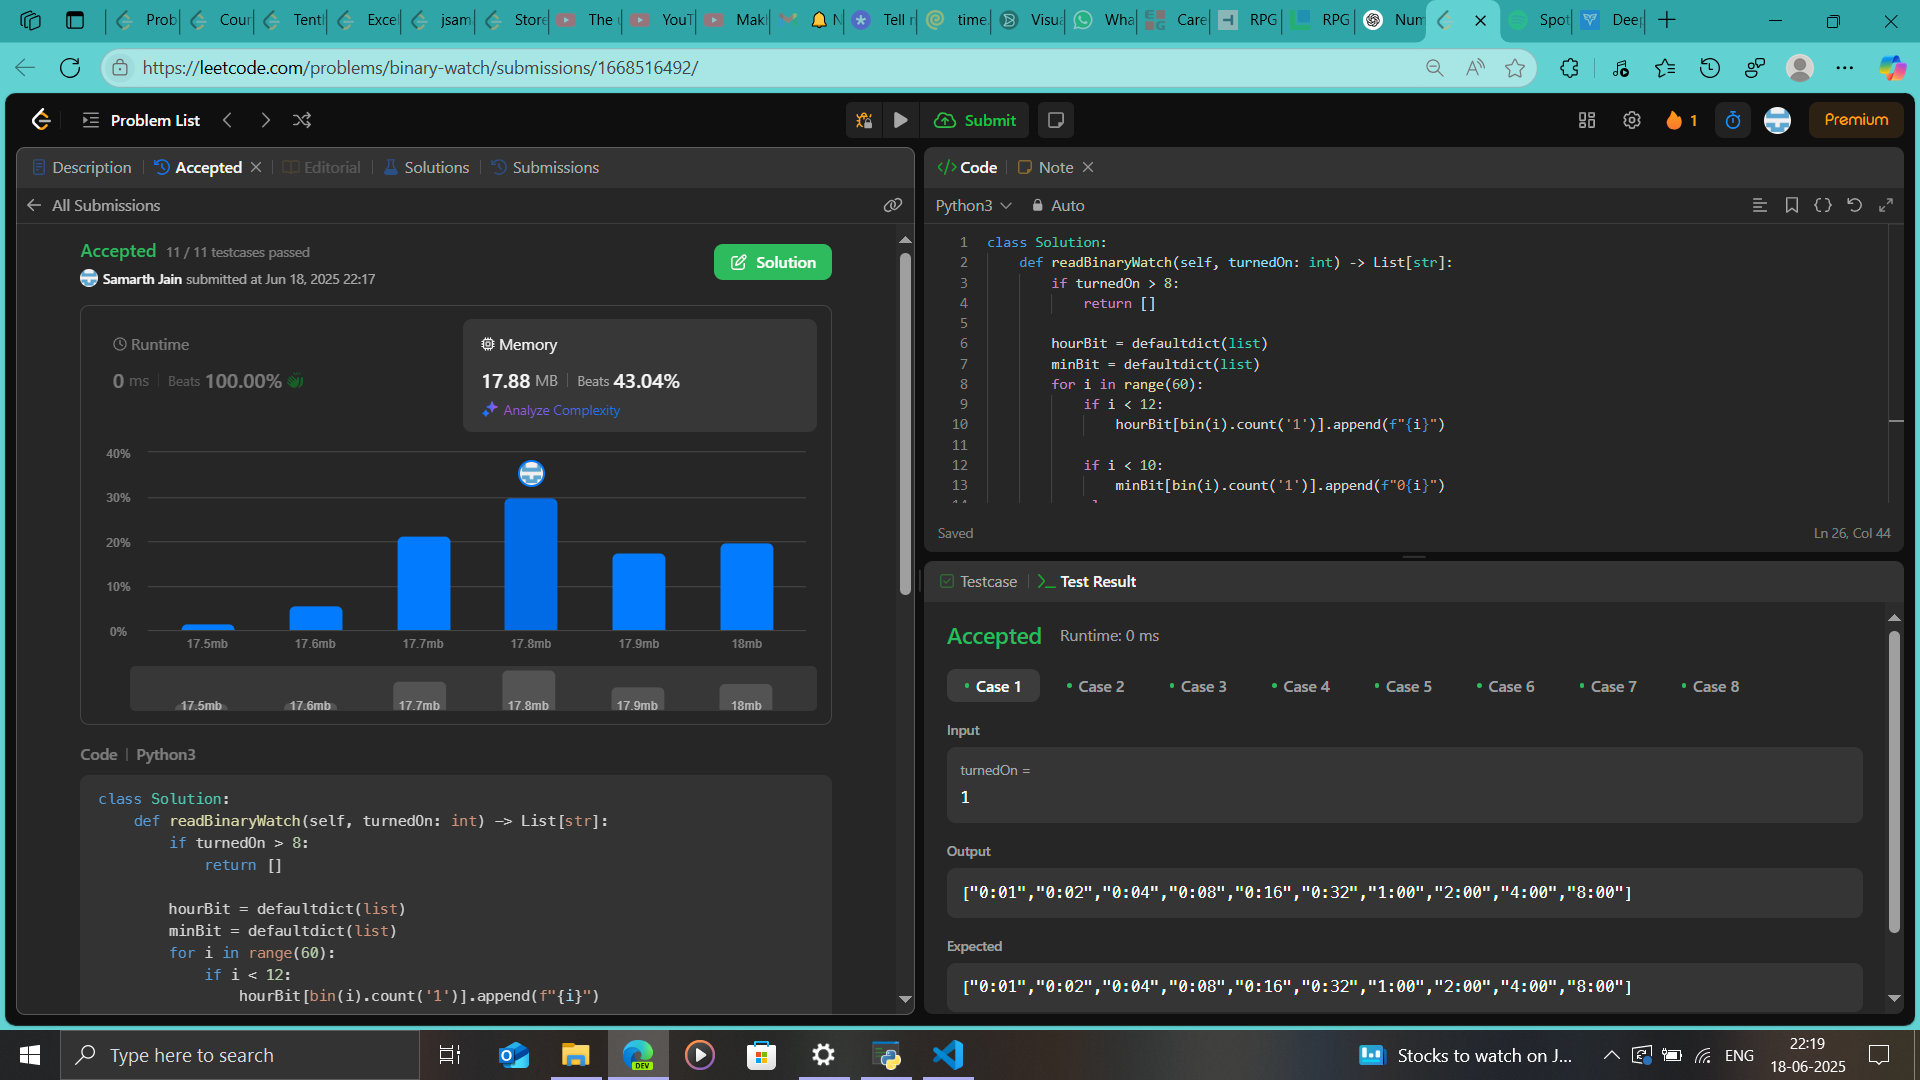 Prob
Cour
Tenth
Exce
jsam
Store
The u
YouT
Makl
N
Tell r
time.
Visua
Wha
Care
RPG
RPG
Num
Spot
Deep
https://leetcode.com/problems/binary-watch/submissions/1668516492/
Problem List
Submit
1
Premium
Description
Accepted
Editorial
Solutions
Submissions
All Submissions
Accepted 11 / 11 testcases passed
Samarth Jain submitted at Jun 18, 2025 22:17
Solution
Runtime
0 ms Beats 100.00%
Memory
17.88 MB Beats 43.04%
Analyze Complexity
40%
30%
20%
10%
0%
17.5mb 17.6mb 17.7mb 17.8mb 17.9mb 18mb
17.5mb 17.6mb 17.7mb 17.8mb 17.9mb 18mb
Code Python3
class Solution:
    def readBinaryWatch(self, turnedOn: int) -> List[str]:
        if turnedOn > 8:
            return []

        hourBit = defaultdict(list)
        minBit = defaultdict(list)
        for i in range(60):
            if i < 12:
                hourBit[bin(i).count('1')].append(f"{i}")
Code
Note
Python3
Auto
1 class Solution:
2     def readBinaryWatch(self, turnedOn: int) -> List[str]:
3         if turnedOn > 8:
4             return []
5
6         hourBit = defaultdict(list)
7         minBit = defaultdict(list)
8         for i in range(60):
9             if i < 12:
10                 hourBit[bin(i).count('1')].append(f"{i}")
11
12             if i < 10:
13                 minBit[bin(i).count('1')].append(f"0{i}")
Saved
Ln 26, Col 44
Testcase
Test Result
Accepted Runtime: 0 ms
Case 1 Case 2 Case 3 Case 4 Case 5 Case 6 Case 7 Case 8
Input
turnedOn =
1
Output
["0:01","0:02","0:04","0:08","0:16","0:32","1:00","2:00","4:00","8:00"]
Expected
["0:01","0:02","0:04","0:08","0:16","0:32","1:00","2:00","4:00","8:00"]
Type here to search
DEV
Stocks to watch on J...
ENG
22:19
18-06-2025